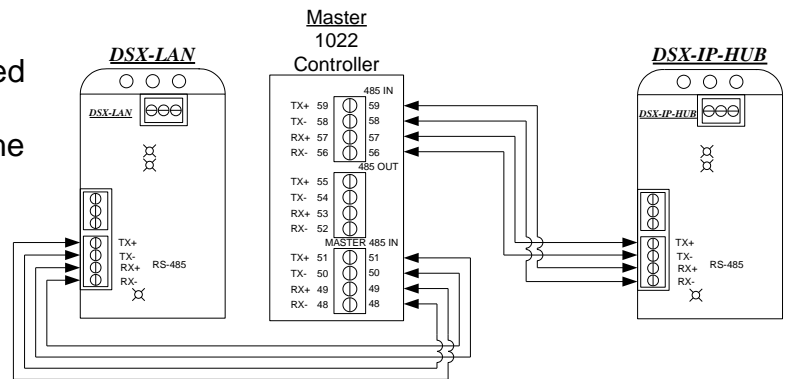 ed
ne
DSX-LAN
DSX-LAN
TX+
TX-
RX+
RX-
RS-485
Master
1022
Controller
485 IN
TX+ 59 59
TX- 58 58
RX+ 57 57
RX- 56 56
485 OUT
TX+ 55
TX- 54
RX+ 53
RX- 52
MASTER 485 IN
TX+ 51 51
TX- 50 50
RX+ 49 49
RX- 48 48
DSX-IP-HUB
DSX-IP-HUB
TX+
TX-
RX+
RX-
RS-485